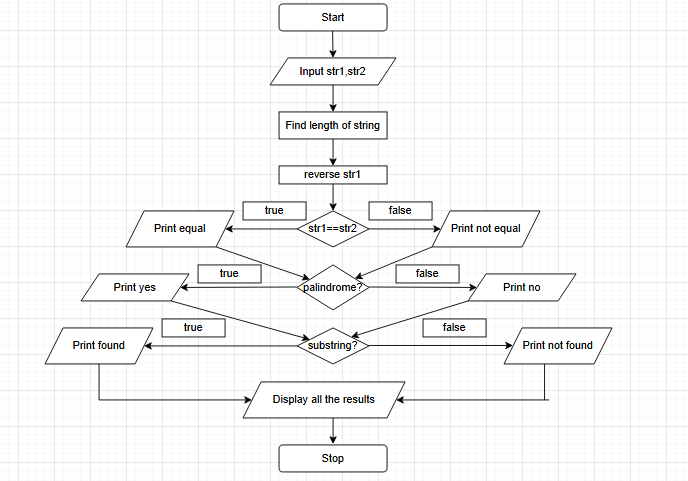 Start
Input str1,str2
Find length of string
reverse str1
true
false
Print equal
str1==str2
Print not equal
true
false
Print yes
palindrome?
Print no
true
false
Print found
substring?
Print not found
Display all the results
Stop